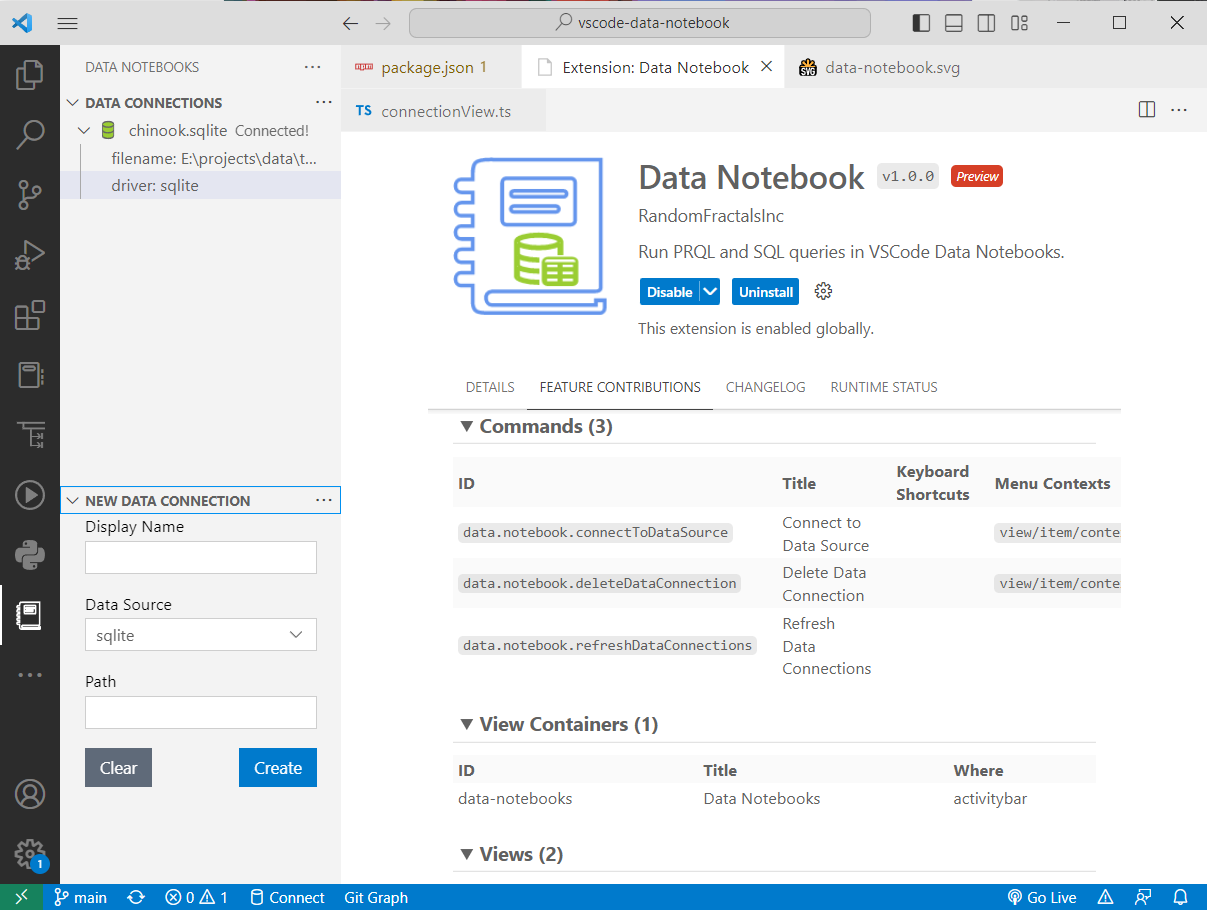 vscode-data-notebook
DATA NOTEBOOKS
DATA CONNECTIONS
chinook.sqlite Connected!
filename: E:\projects\data\t...
driver: sqlite
NEW DATA CONNECTION
Display Name
Data Source
sqlite
Path
Clear
Create
package.json 1
Extension: Data Notebook
SVG
data-notebook.svg
TS connectionView.ts
Data Notebook v1.0.0 Preview
RandomFractalsInc
Run PRQL and SQL queries in VSCode Data Notebooks.
Disable
Uninstall
This extension is enabled globally.
DETAILS
FEATURE CONTRIBUTIONS
CHANGELOG
RUNTIME STATUS
Commands (3)
ID
Title
Keyboard
Shortcuts
Menu Contexts
data.notebook.connectToDataSource
Connect to
Data Source
view/item/conte
data.notebook.deleteDataConnection
Delete Data
Connection
view/item/conte
data.notebook.refreshDataConnections
Refresh
Data
Connections
View Containers (1)
ID
Title
Where
data-notebooks
Data Notebooks
activitybar
Views (2)
1
main
0
1
Connect
Git Graph
Go Live